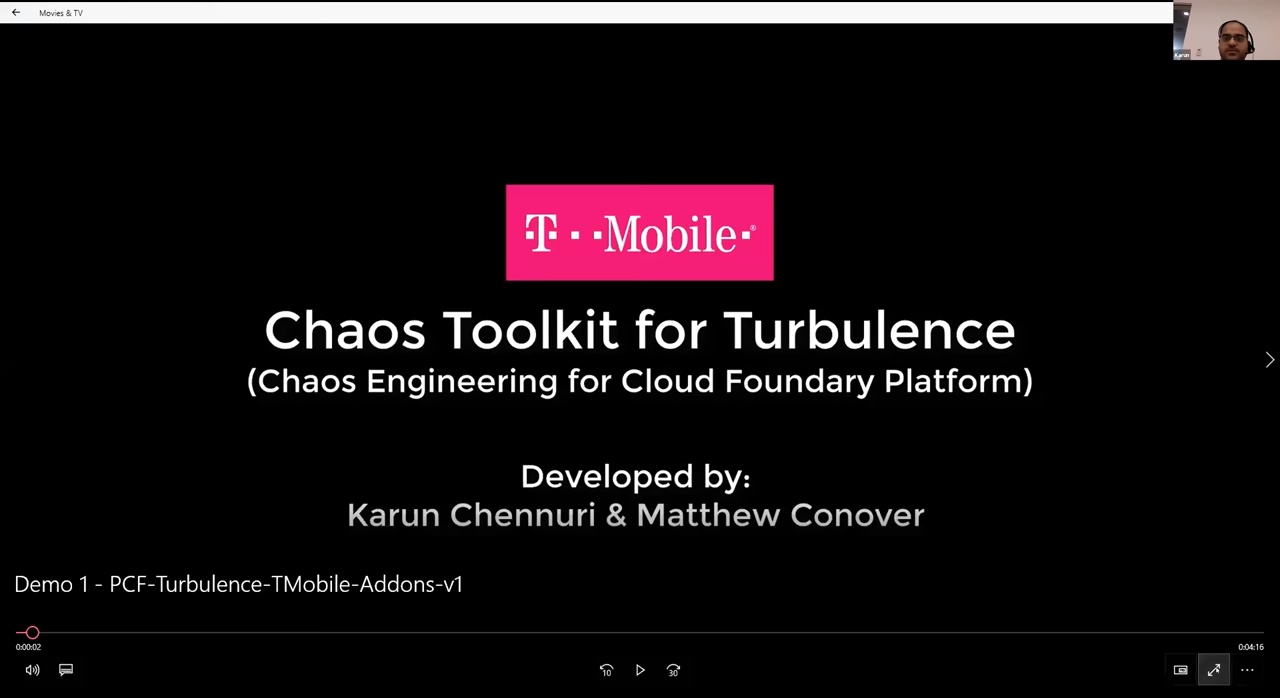 Movies & TV
Karun
T··Mobile·®
Chaos Toolkit for Turbulence
(Chaos Engineering for Cloud Foundary Platform)
Developed by:
Karun Chennuri & Matthew Conover
Demo 1 - PCF-Turbulence-TMobile-Addons-v1
0:00:02
0:04:16
10
30